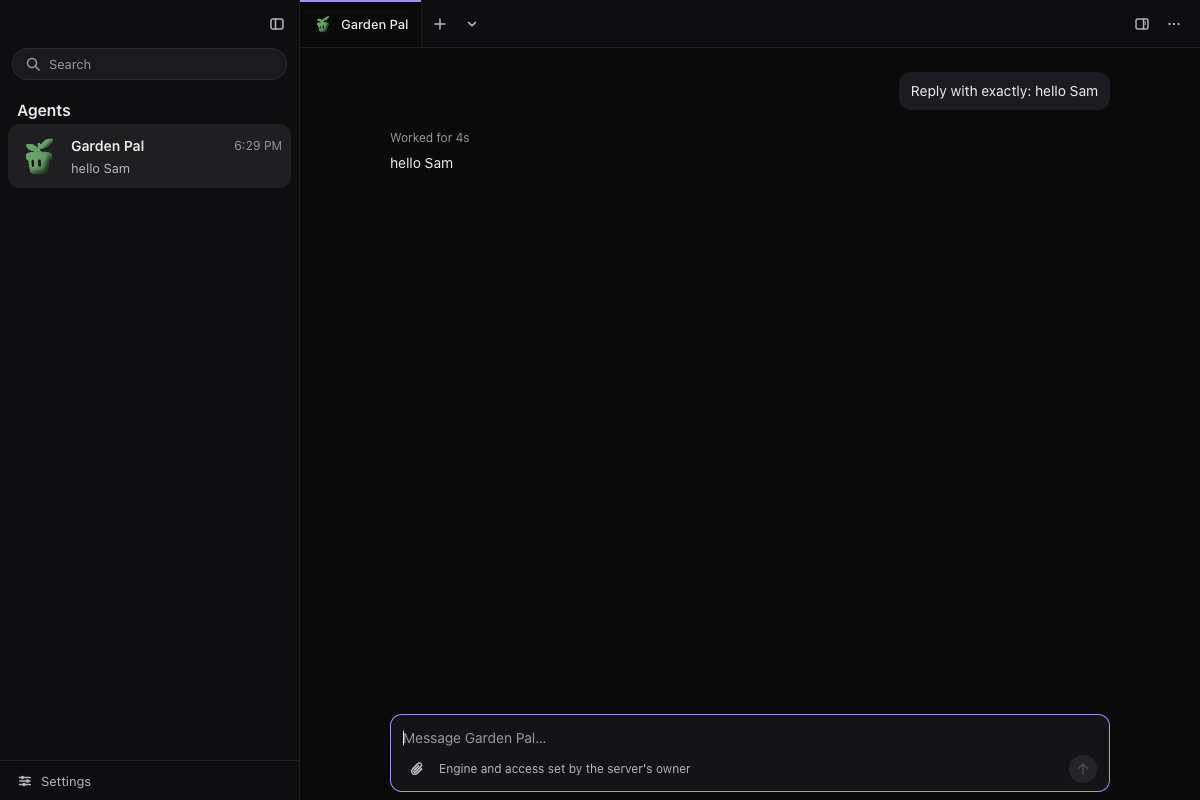 Garden Pal
Search
Agents
Garden Pal 6:29 PM
hello Sam
Reply with exactly: hello Sam
Worked for 4s
hello Sam
Message Garden Pal...
Engine and access set by the server's owner
Settings